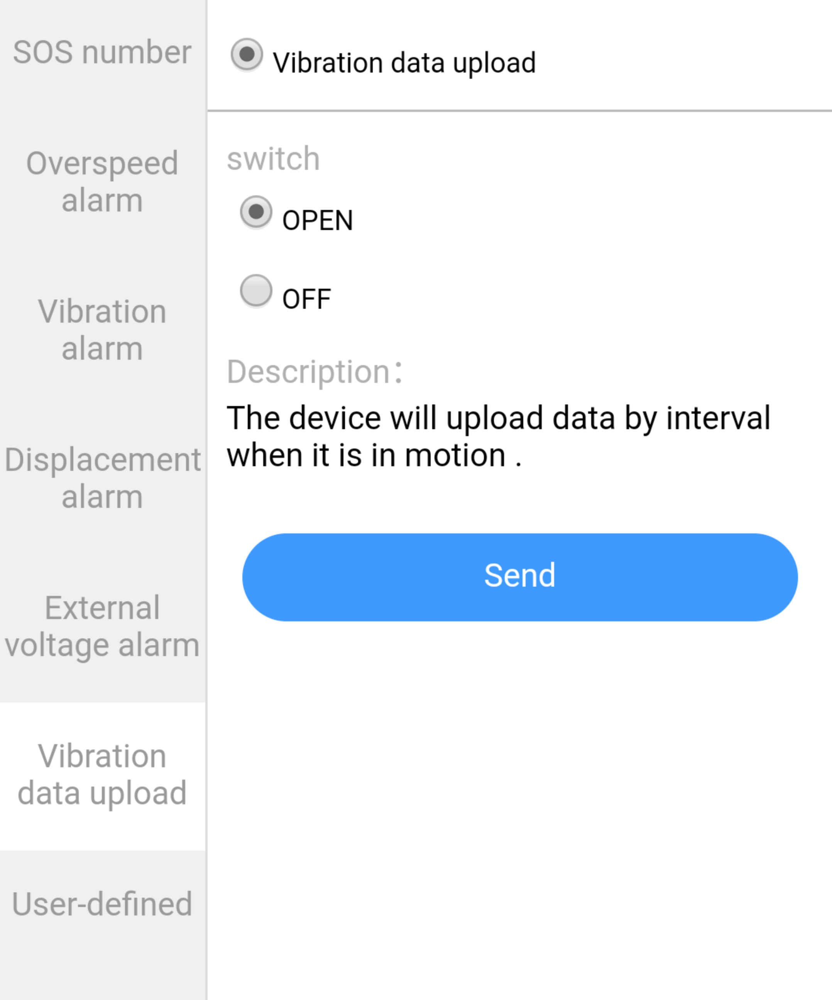 SOS number
Overspeed
alarm
Vibration
alarm
Displacement
alarm
External
voltage alarm
Vibration
data upload
User-defined
Vibration data upload
switch
OPEN
OFF
Description：
The device will upload data by interval
when it is in motion .
Send